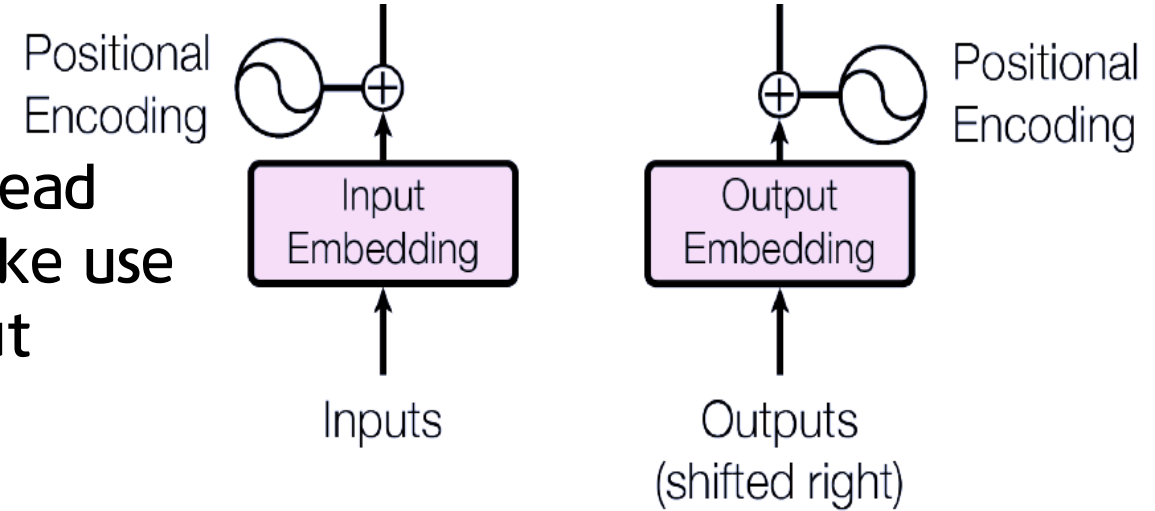 Positional
Encoding
Positional
Encoding
ead
ke use
ut
Input
Embedding
Output
Embedding
Inputs
Outputs
(shifted right)